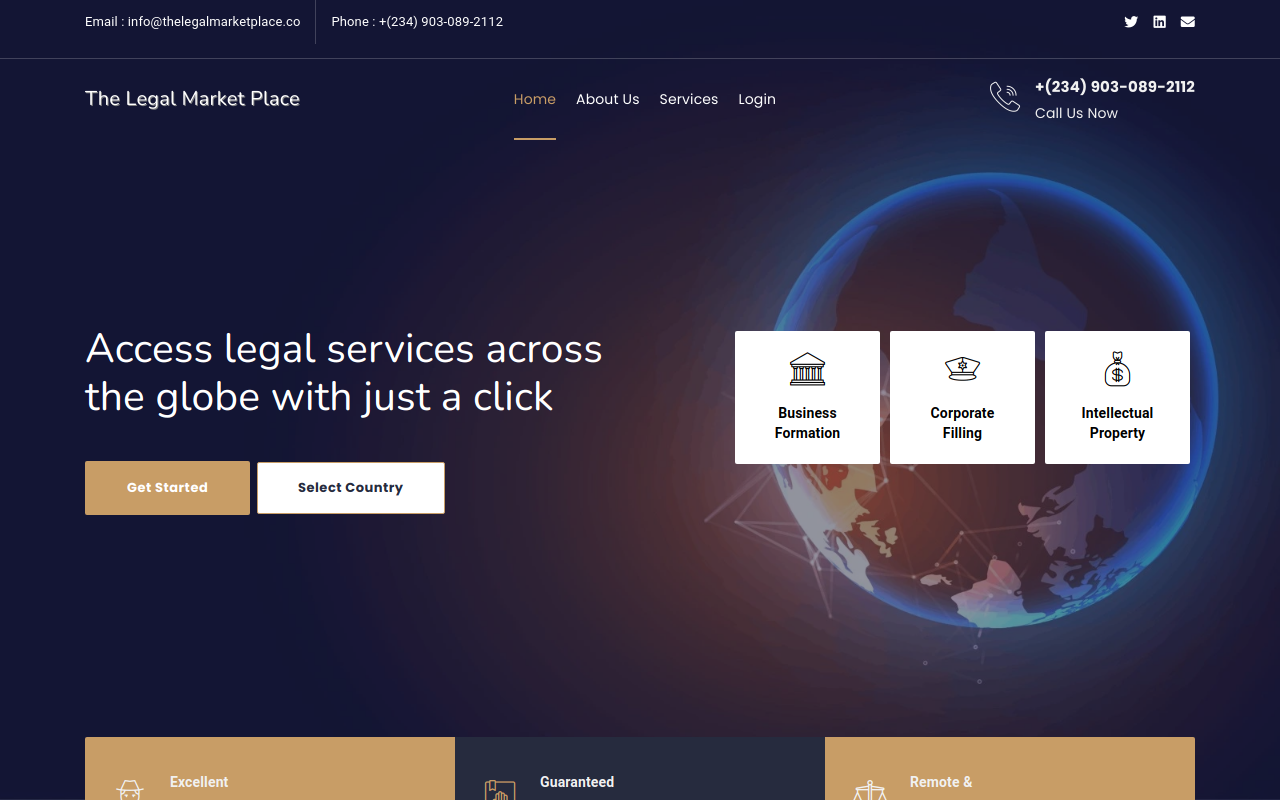 Email : info@thelegalmarketplace.co
Phone : +(234) 903-089-2112
The Legal Market Place
Home
About Us
Services
Login
+(234) 903-089-2112
Call Us Now
Access legal services across
the globe with just a click
Get Started
Select Country
Business
Formation
Corporate
Filling
Intellectual
Property
Excellent
Guaranteed
Remote &